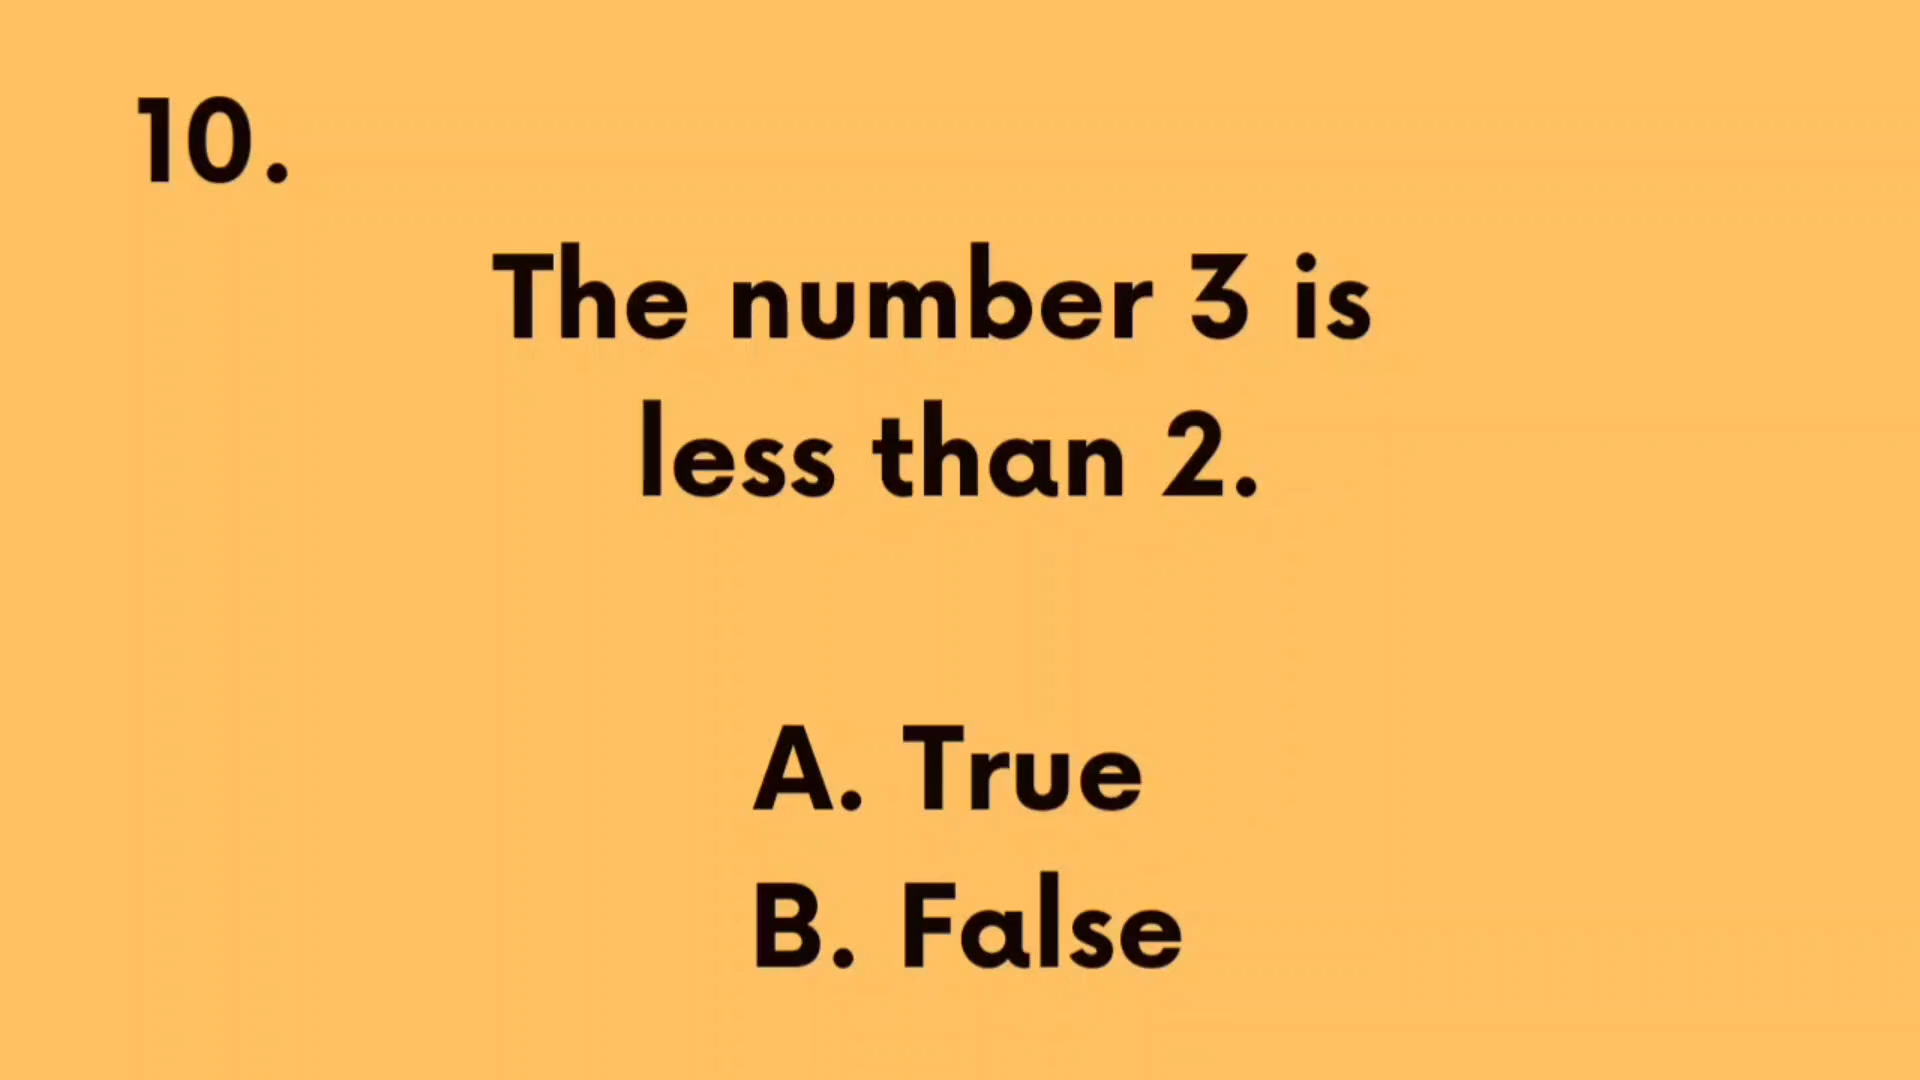 10.
The number 3 is
less than 2.
A. True
B. False